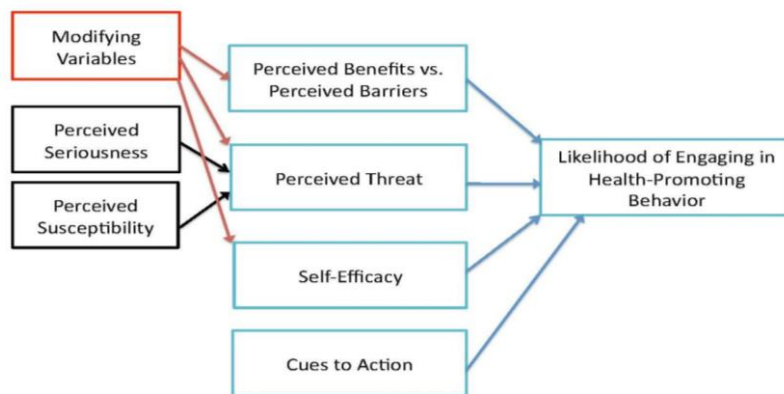 Modifying
Variables
Perceived
Seriousness
Perceived
Susceptibility
Perceived Benefits vs.
Perceived Barriers
Perceived Threat
Self-Efficacy
Cues to Action
Likelihood of Engaging in
Health-Promoting
Behavior